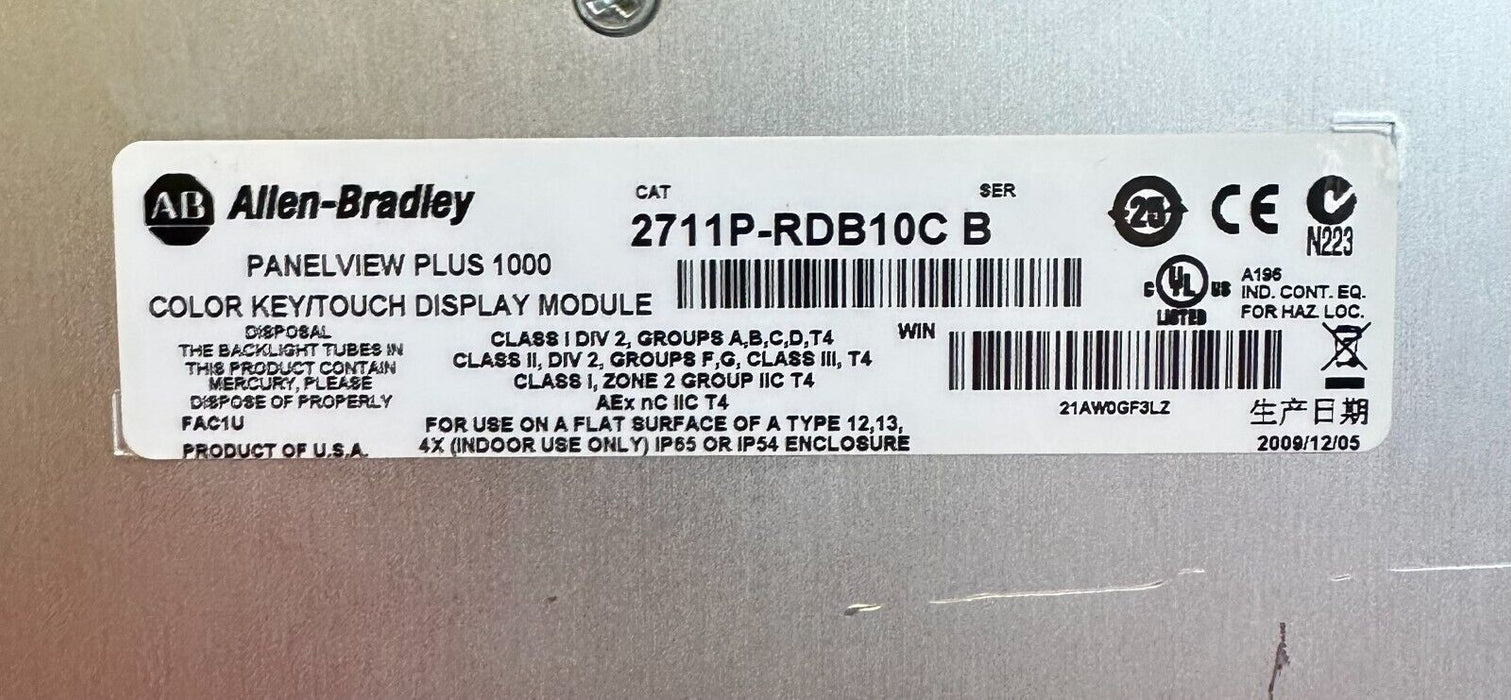 AB Allen-Bradley
PANELVIEW PLUS 1000
COLOR KEY/TOUCH DISPLAY MODULE
DISPOSAL
THE BACKLIGHT TUBES IN
THIS PRODUCT CONTAIN
MERCURY, PLEASE
DISPOSE OF PROPERLY
FAC1U
PRODUCT OF U.S.A.
CAT SER
2711P-RDB10C B
CLASS I DIV 2, GROUPS A,B,C,D,T4
CLASS II, DIV 2, GROUPS F,G, CLASS III, T4
CLASS I, ZONE 2 GROUP IIC T4
AEx nC IIC T4
FOR USE ON A FLAT SURFACE OF A TYPE 12,13,
4X (INDOOR USE ONLY) IP65 OR IP54 ENCLOSURE
WIN
21AW0GF3LZ
25 CE
N223
C UL US
LISTED
A196
IND. CONT. EQ.
FOR HAZ. LOC.
生产日期
2009/12/05